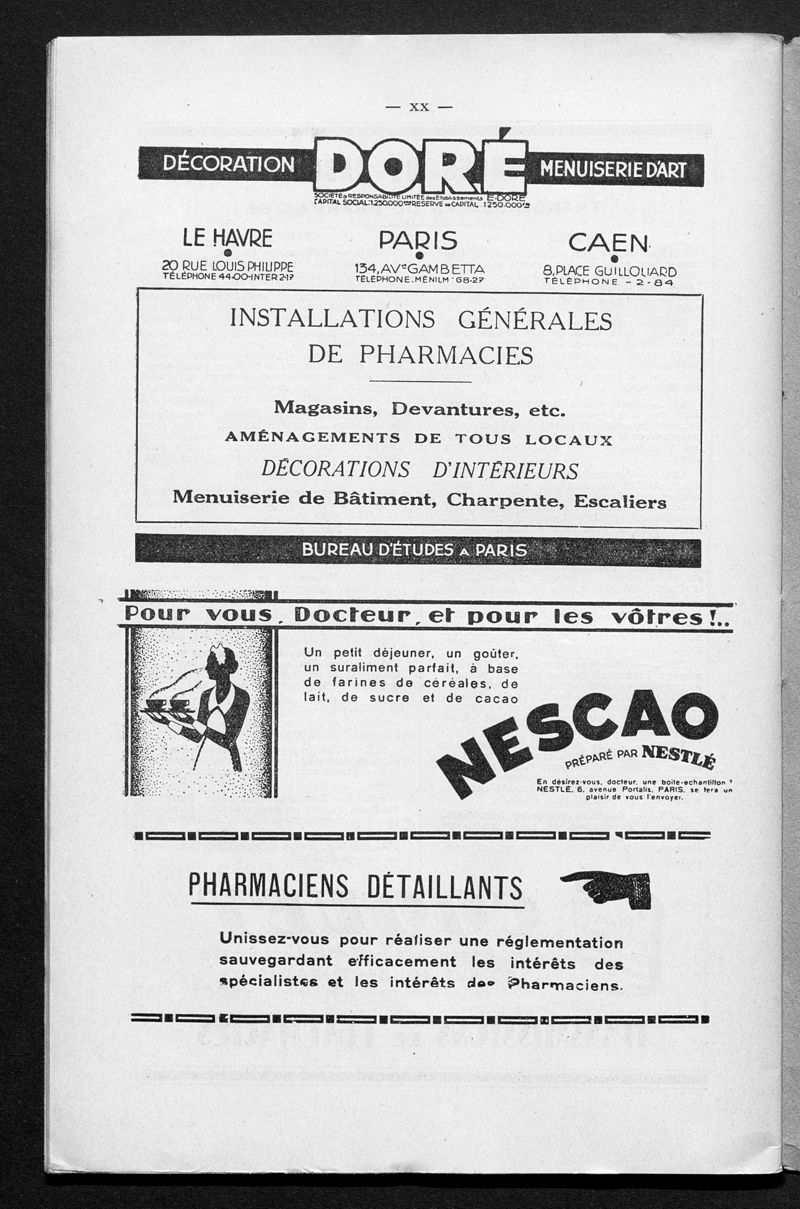 — XX —
DÉCORATION DORÉ MENUISERIE D'ART
SOCIÉTÉ A RESPONSABILITÉ LIMITÉE des Etablissements E. DORÉ
CAPITAL SOCIAL: 1.250.000 RESERVE DE CAPITAL 1.250.000
LE HAVRE
20 RUE LOUIS PHILIPPE
TÉLÉPHONE 44-00-INTER 2-17
PARIS
134, AVᵉ GAMBETTA
TÉLÉPHONE. MÉNILMᵗ 68-27
CAEN
8, PLACE GUILLOUARD
TÉLÉPHONE - 2-84
INSTALLATIONS GÉNÉRALES
DE PHARMACIES
Magasins, Devantures, etc.
AMÉNAGEMENTS DE TOUS LOCAUX
DÉCORATIONS D'INTÉRIEURS
Menuiserie de Bâtiment, Charpente, Escaliers
BUREAU D'ÉTUDES A PARIS
Pour vous, Docteur, et pour les vôtres !..
Un petit déjeuner, un goûter,
un suraliment parfait, à base
de farines de céréales, de
lait, de sucre et de cacao
NESCAO
PRÉPARÉ PAR NESTLÉ
En désirez-vous, docteur, une boîte-echantillon ?
NESTLÉ, 6, avenue Portalis, PARIS, se fera un
plaisir de vous l'envoyer.
PHARMACIENS DÉTAILLANTS
Unissez-vous pour réaliser une réglementation
sauvegardant efficacement les intérêts des
spécialistes et les intérêts des Pharmaciens.